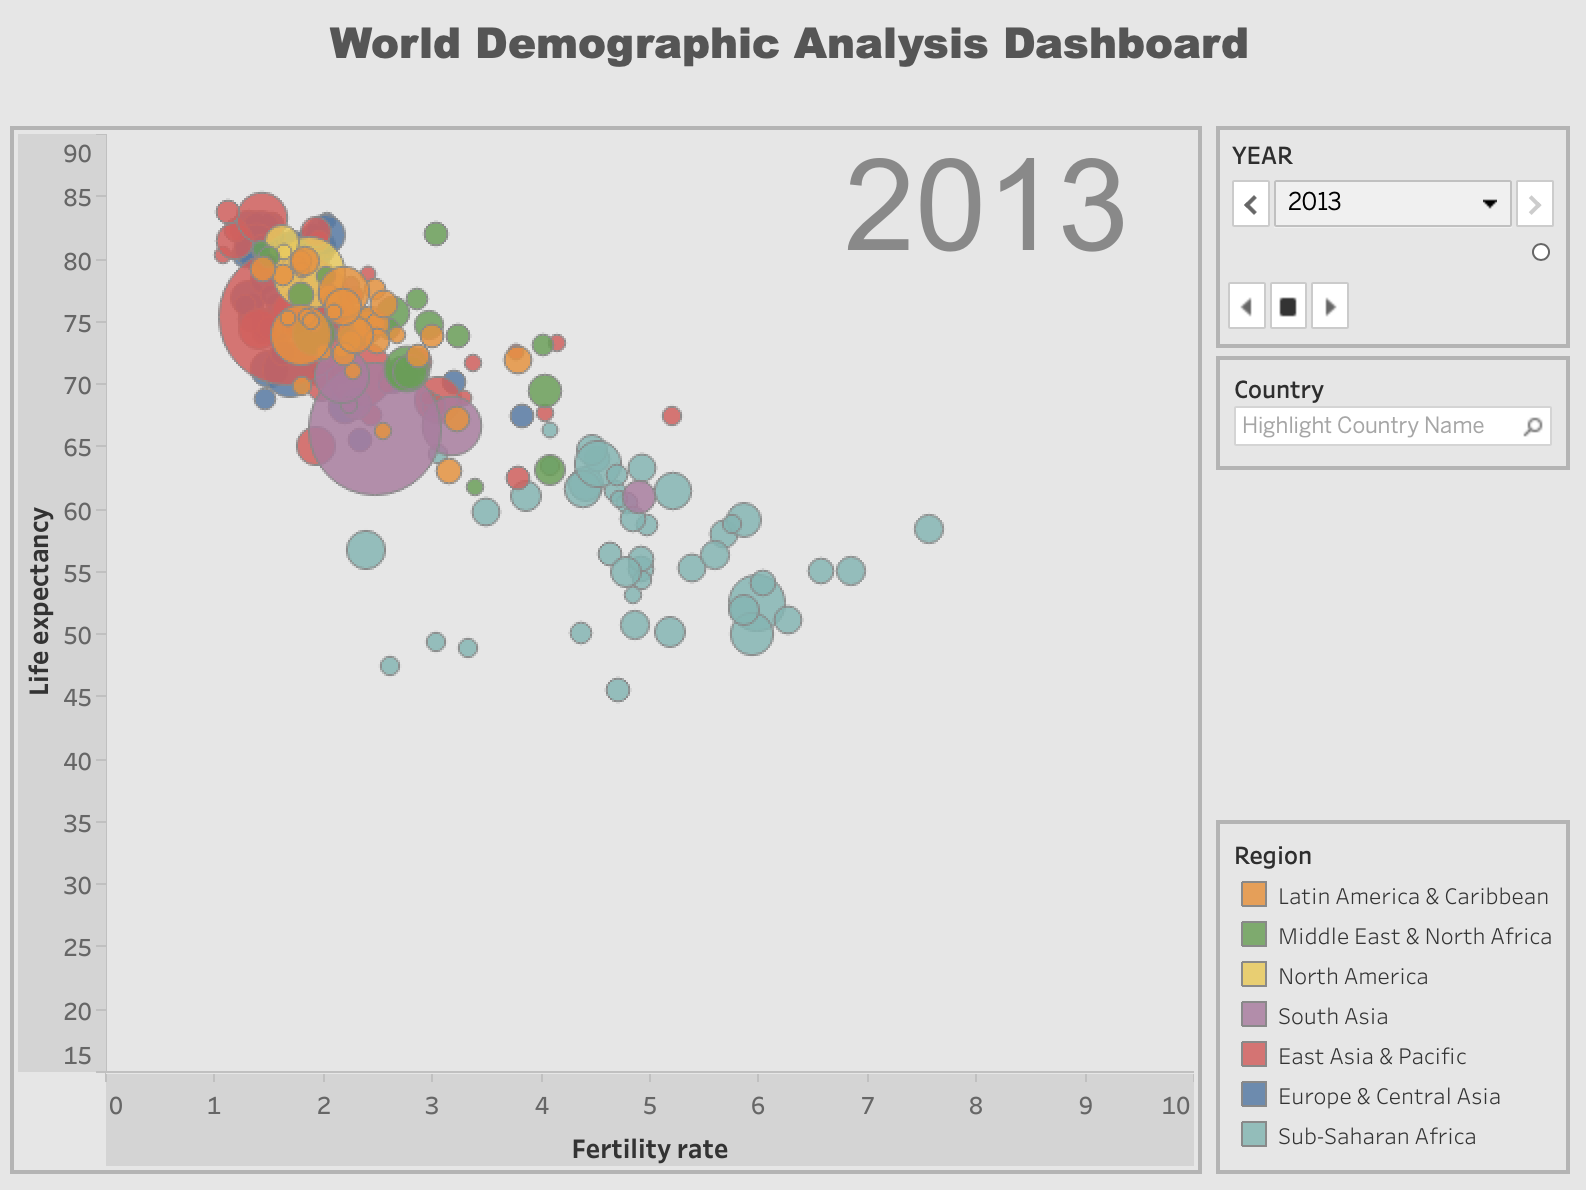 World Demographic Analysis Dashboard
2013
90
85
80
75
70
65
60
55
50
45
40
35
30
25
20
15
Life expectancy
0 1 2 3 4 5 6 7 8 9 10
Fertility rate
YEAR
2013
Country
Highlight Country Name
Region
Latin America & Caribbean
Middle East & North Africa
North America
South Asia
East Asia & Pacific
Europe & Central Asia
Sub-Saharan Africa